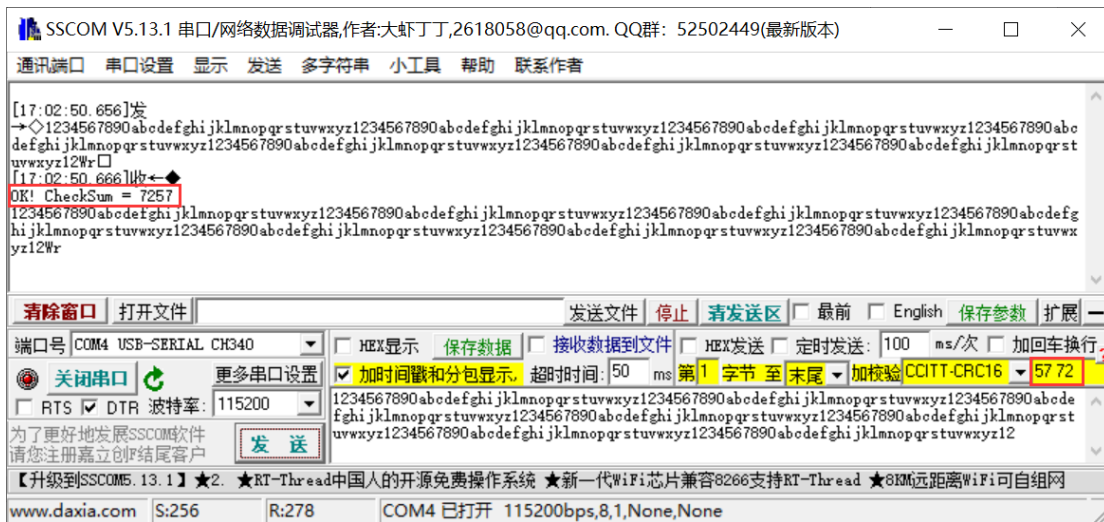 SSCOM V5.13.1 串口/网络数据调试器,作者:大虾丁丁,2618058@qq.com. QQ群: 52502449(最新版本)
通讯端口 串口设置 显示 发送 多字符串 小工具 帮助 联系作者
[17:02:50.656]发
→◇1234567890abcdefghijklmnopqrstuvwxyz1234567890abcdefghijklmnopqrstuvwxyz1234567890abcdefghijklmnopqrstuvwxyz1234567890abc
defghijklmnopqrstuvwxyz1234567890abcdefghijklmnopqrstuvwxyz1234567890abcdefghijklmnopqrstuvwxyz1234567890abcdefghijklmnopqrst
uvwxyz12Wr□
[17:02:50.666]收←◆
OK! CheckSum = 7257
1234567890abcdefghijklmnopqrstuvwxyz1234567890abcdefghijklmnopqrstuvwxyz1234567890abcdefghijklmnopqrstuvwxyz1234567890abcdefg
hijklmnopqrstuvwxyz1234567890abcdefghijklmnopqrstuvwxyz1234567890abcdefghijklmnopqrstuvwxyz1234567890abcdefghijklmnopqrstuvwx
yz12Wr
清除窗口 打开文件 发送文件 停止 清发送区 最前 English 保存参数 扩展 —
端口号 COM4 USB-SERIAL CH340 HEX显示 保存数据 接收数据到文件 HEX发送 定时发送: 100 ms/次 加回车换行
关闭串口 更多串口设置 加时间戳和分包显示, 超时时间: 50 ms 第1 字节 至 末尾 加校验 CCITT-CRC16 57 72
RTS DTR 波特率: 115200
为了更好地发展SSCOM软件
请您注册嘉立创F结尾客户
发 送
1234567890abcdefghijklmnopqrstuvwxyz1234567890abcdefghijklmnopqrstuvwxyz1234567890abcdefghijklmnopqrstuvwxyz1234567890abcde
fghijklmnopqrstuvwxyz1234567890abcdefghijklmnopqrstuvwxyz1234567890abcdefghijklmnopqrstuvwxyz1234567890abcdefghijklmnopqrst
uvwxyz1234567890abcdefghijklmnopqrstuvwxyz1234567890abcdefghijklmnopqrstuvwxyz12
【升级到SSCOM5.13.1】★2. ★RT-Thread中国人的开源免费操作系统 ★新一代WiFi芯片兼容8266支持RT-Thread ★8KM远距离WiFi可自组网
www.daxia.com S:256 R:278 COM4 已打开 115200bps,8,1,None,None